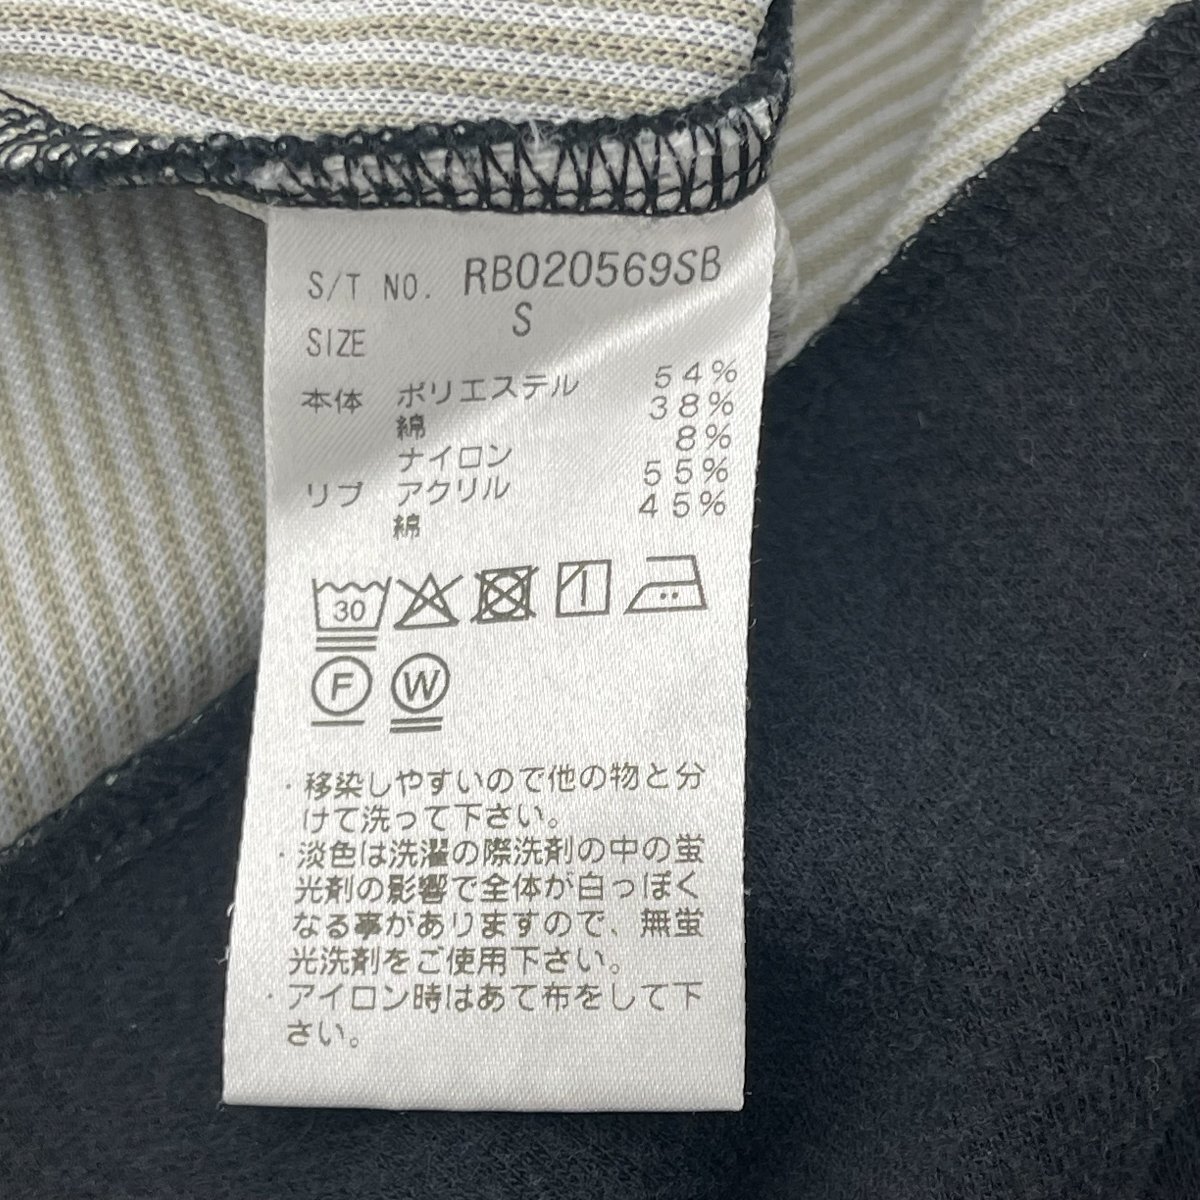 S/T NO. RB020569SB
SIZE S
本体 ポリエステル 54%
綿 38%
ナイロン 8%
リブ アクリル 55%
綿 45%
30
F W
・移染しやすいので他の物と分
けて洗って下さい。
・淡色は洗濯の際洗剤の中の蛍
光剤の影響で全体が白っぽく
なる事がありますので、無蛍
光洗剤をご使用下さい。
・アイロン時はあて布をして下
さい。